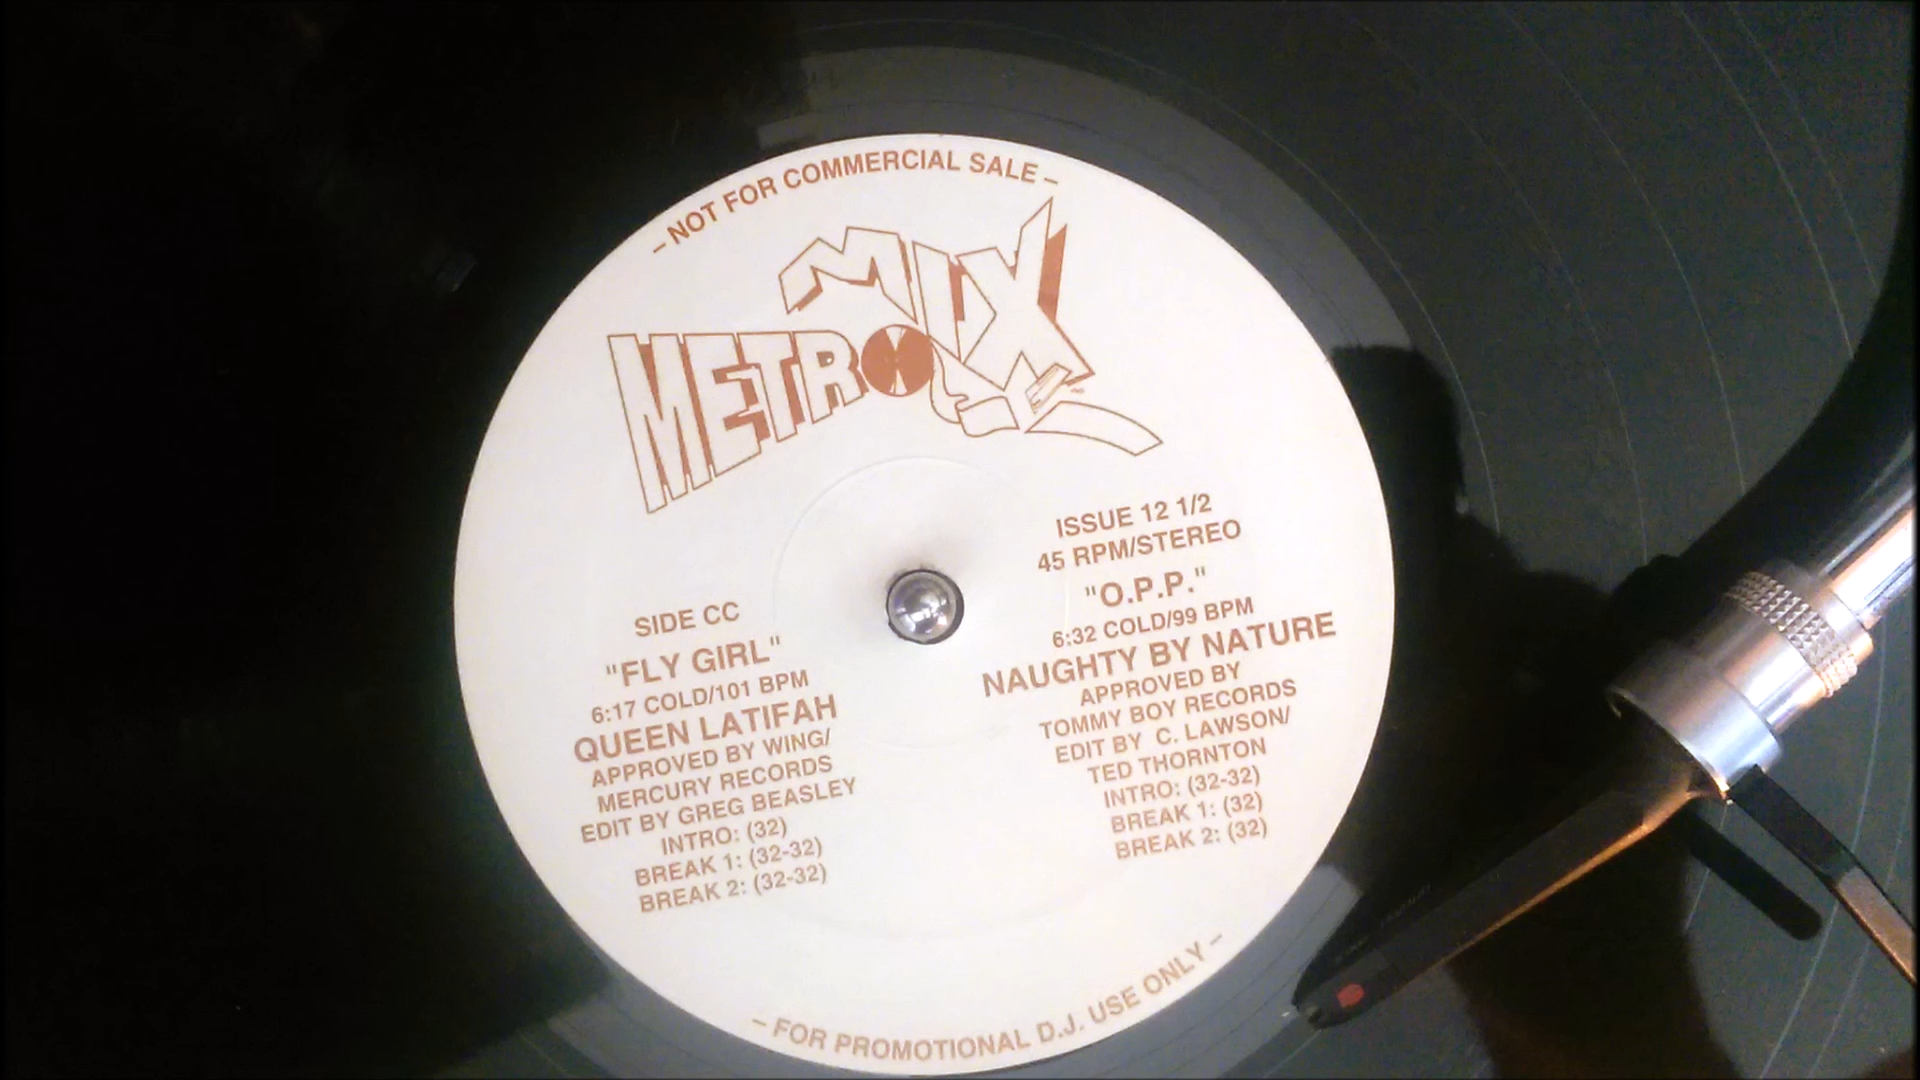 – NOT FOR COMMERCIAL SALE –
METRO MIX
ISSUE 12 1/2
45 RPM/STEREO
SIDE CC
"FLY GIRL"
6:17 COLD/101 BPM
QUEEN LATIFAH
APPROVED BY WING/
MERCURY RECORDS
EDIT BY GREG BEASLEY
INTRO: (32)
BREAK 1: (32-32)
BREAK 2: (32-32)
"O.P.P."
6:32 COLD/99 BPM
NAUGHTY BY NATURE
APPROVED BY
TOMMY BOY RECORDS
EDIT BY C. LAWSON/
TED THORNTON
INTRO: (32-32)
BREAK 1: (32)
BREAK 2: (32)
– FOR PROMOTIONAL D.J. USE ONLY –